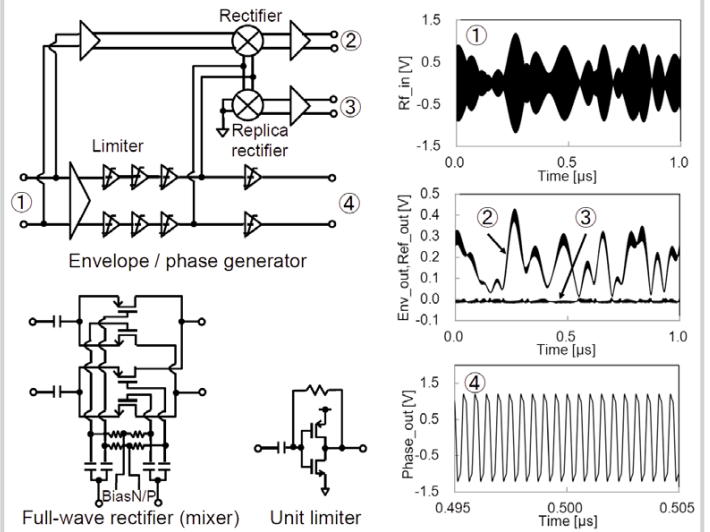 Rectifier
②
③
Replica
rectifier
Limiter
①
④
Envelope / phase generator
BiasN/P
Full-wave rectifier (mixer)
Unit limiter
1.5
0.5
-0.5
-1.5
Rf_in [V]
①
0.0
0.5
1.0
Time [µs]
0.5
0.4
0.3
0.2
0.1
0.0
-0.1
Env_out,Ref_out [V]
②
③
0.0
0.5
1.0
Time [µs]
1.5
0.5
-0.5
-1.5
Phase_out [V]
④
0.495
0.500
0.505
Time [µs]